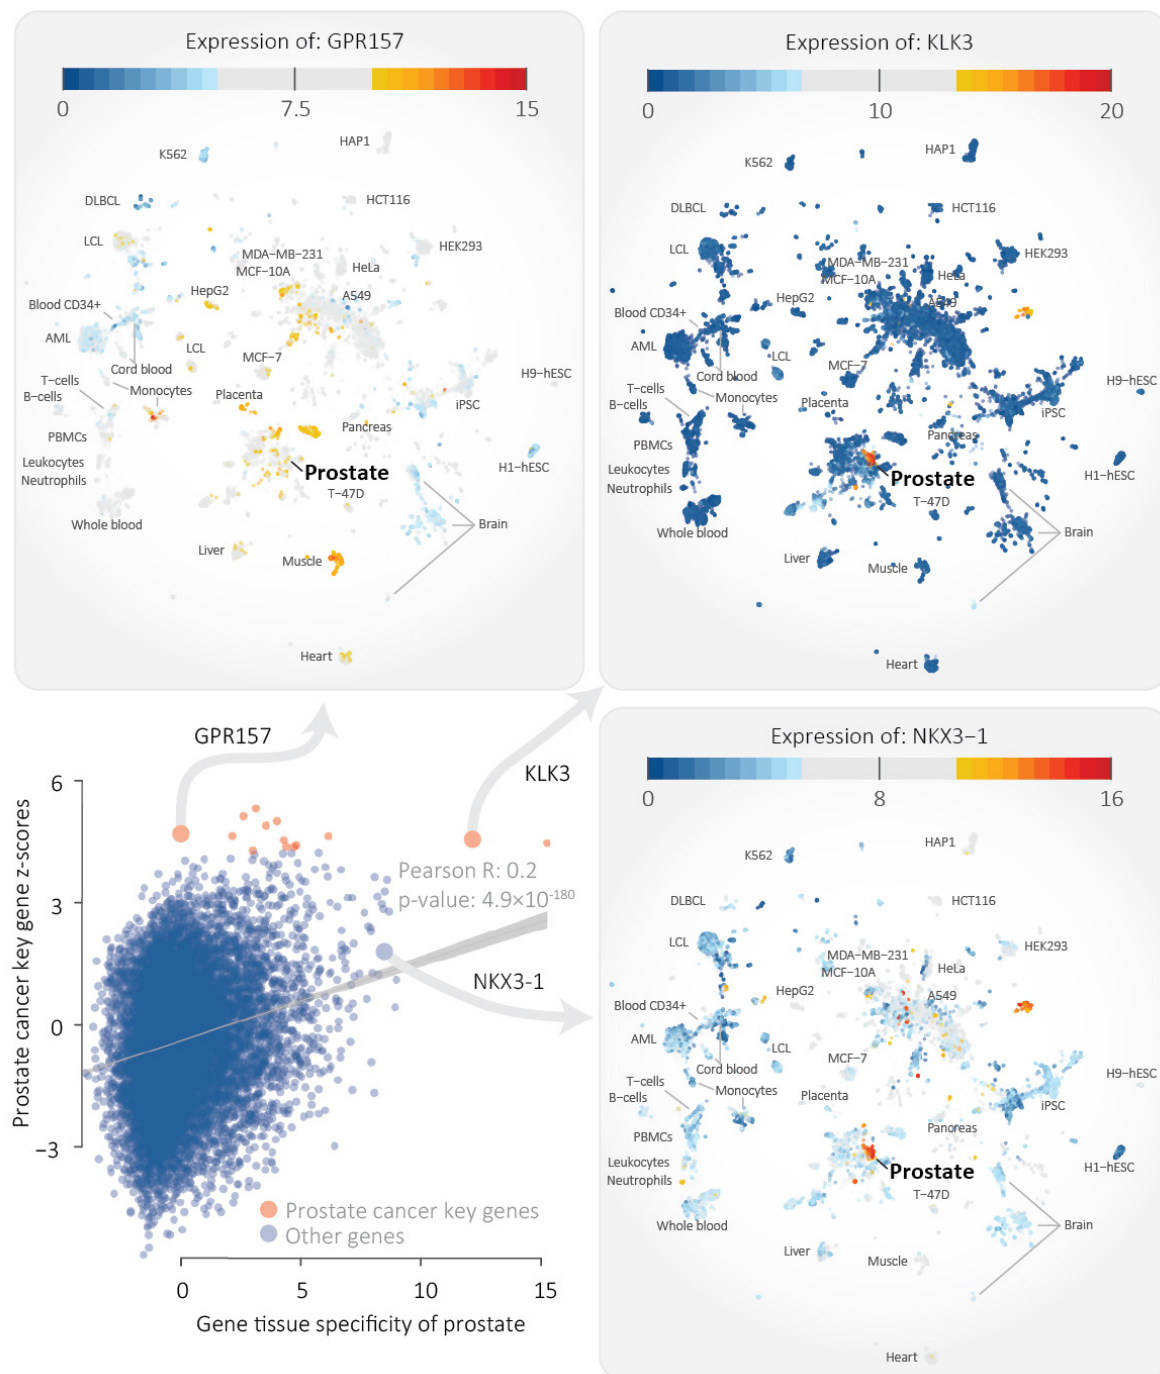 Expression of: GPR157
0 7.5 15
HAP1
K562
DLBCL
HCT116
LCL
HEK293
MDA−MB−231
MCF−10A
HeLa
HepG2
A549
Blood CD34+
AML
LCL
MCF−7
Cord blood
T−cells
Monocytes
H9−hESC
B−cells
Placenta
iPSC
PBMCs
Pancreas
Leukocytes
H1−hESC
Neutrophils
Prostate
T−47D
Whole blood
Brain
Liver
Muscle
Heart
Expression of: KLK3
0 10 20
HAP1
K562
DLBCL
HCT116
LCL
HEK293
MDA−MB−231
MCF−10A
HeLa
HepG2
A549
Blood CD34+
AML
LCL
MCF−7
Cord blood
T−cells
Monocytes
H9−hESC
B−cells
Placenta
iPSC
PBMCs
Pancreas
Leukocytes
H1−hESC
Neutrophils
Prostate
T−47D
Whole blood
Brain
Liver
Muscle
Heart
GPR157
KLK3
6
3
0
−3
Prostate cancer key gene z-scores
Pearson R: 0.2
p-value: 4.9×10-180
NKX3-1
Prostate cancer key genes
Other genes
0 5 10 15
Gene tissue specificity of prostate
Expression of: NKX3−1
0 8 16
HAP1
K562
DLBCL
HCT116
LCL
HEK293
MDA−MB−231
MCF−10A
HeLa
HepG2
A549
Blood CD34+
AML
LCL
MCF−7
Cord blood
T−cells
Monocytes
H9−hESC
B−cells
Placenta
iPSC
PBMCs
Pancreas
Leukocytes
H1−hESC
Neutrophils
Prostate
T−47D
Whole blood
Brain
Liver
Muscle
Heart